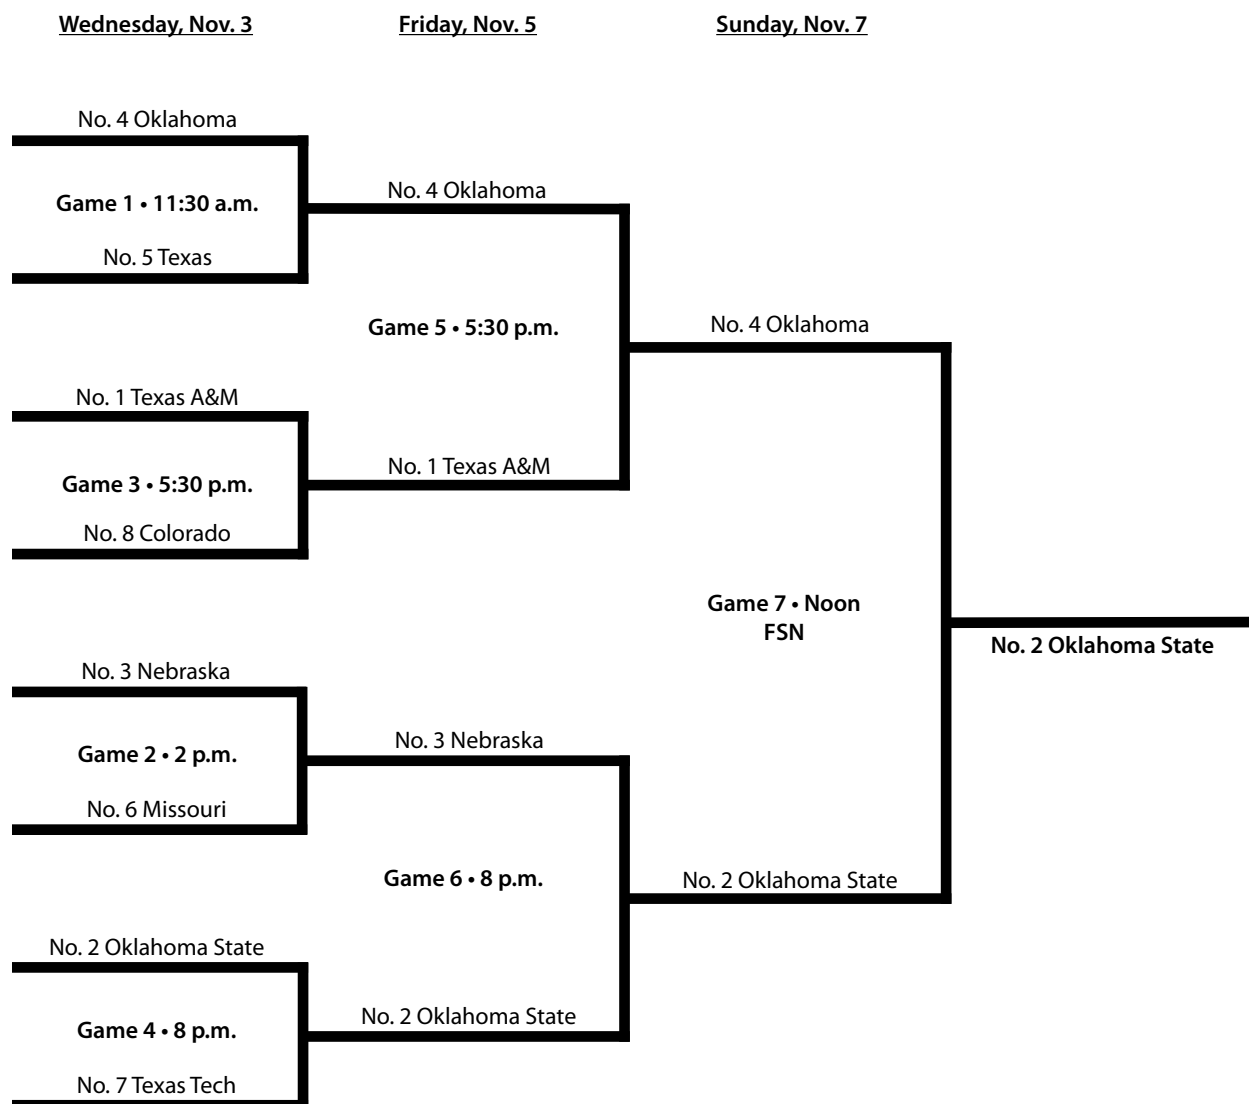 Wednesday, Nov. 3
Friday, Nov. 5
Sunday, Nov. 7
No. 4 Oklahoma
Game 1 • 11:30 a.m.
No. 5 Texas
No. 4 Oklahoma
Game 5 • 5:30 p.m.
No. 4 Oklahoma
No. 1 Texas A&M
Game 3 • 5:30 p.m.
No. 8 Colorado
No. 1 Texas A&M
Game 7 • Noon
FSN
No. 2 Oklahoma State
No. 3 Nebraska
Game 2 • 2 p.m.
No. 6 Missouri
No. 3 Nebraska
Game 6 • 8 p.m.
No. 2 Oklahoma State
No. 2 Oklahoma State
Game 4 • 8 p.m.
No. 7 Texas Tech
No. 2 Oklahoma State